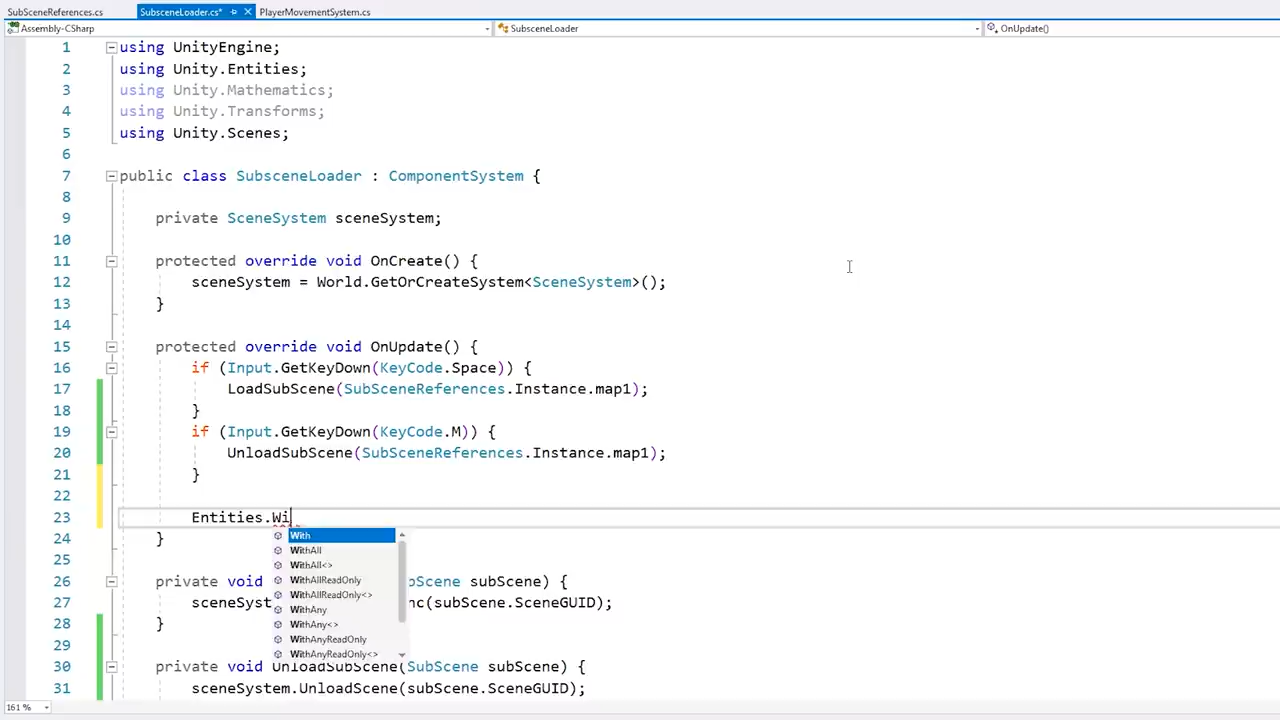 SubSceneReferences.cs SubsceneLoader.cs* PlayerMovementSystem.cs
Assembly-CSharp SubsceneLoader OnUpdate()
1 using UnityEngine;
2 using Unity.Entities;
3 using Unity.Mathematics;
4 using Unity.Transforms;
5 using Unity.Scenes;
6
7 public class SubsceneLoader : ComponentSystem {
8
9 private SceneSystem sceneSystem;
10
11 protected override void OnCreate() {
12 sceneSystem = World.GetOrCreateSystem<SceneSystem>();
13 }
14
15 protected override void OnUpdate() {
16 if (Input.GetKeyDown(KeyCode.Space)) {
17 LoadSubScene(SubSceneReferences.Instance.map1);
18 }
19 if (Input.GetKeyDown(KeyCode.M)) {
20 UnloadSubScene(SubSceneReferences.Instance.map1);
21 }
22
23 Entities.Wi
With
24 }
WithAll
25
WithAll<>
26 private void bScene subScene) {
WithAllReadOnly
27 sceneSyst nc(subScene.SceneGUID);
WithAllReadOnly<>
WithAny
28 }
WithAny<>
29
WithAnyReadOnly
WithAnyReadOnly<>
30 private void UnloadSubScene(SubScene subScene) {
31 sceneSystem.UnloadScene(subScene.SceneGUID);
161 %